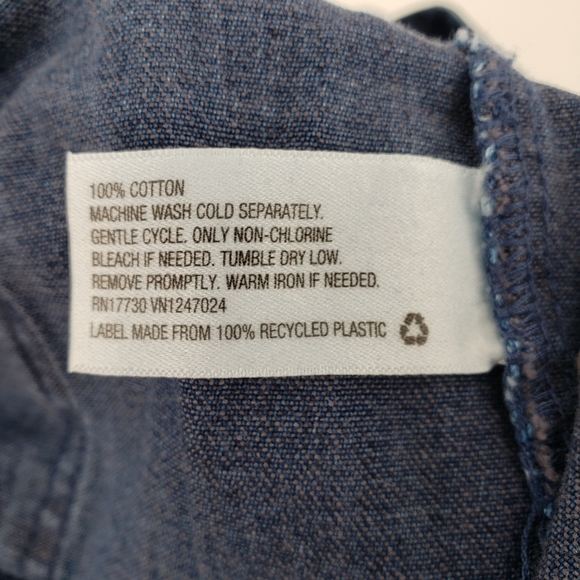 100% COTTON
MACHINE WASH COLD SEPARATELY.
GENTLE CYCLE. ONLY NON-CHLORINE
BLEACH IF NEEDED. TUMBLE DRY LOW.
REMOVE PROMPTLY. WARM IRON IF NEEDED.
RN17730 VN1247024
LABEL MADE FROM 100% RECYCLED PLASTIC